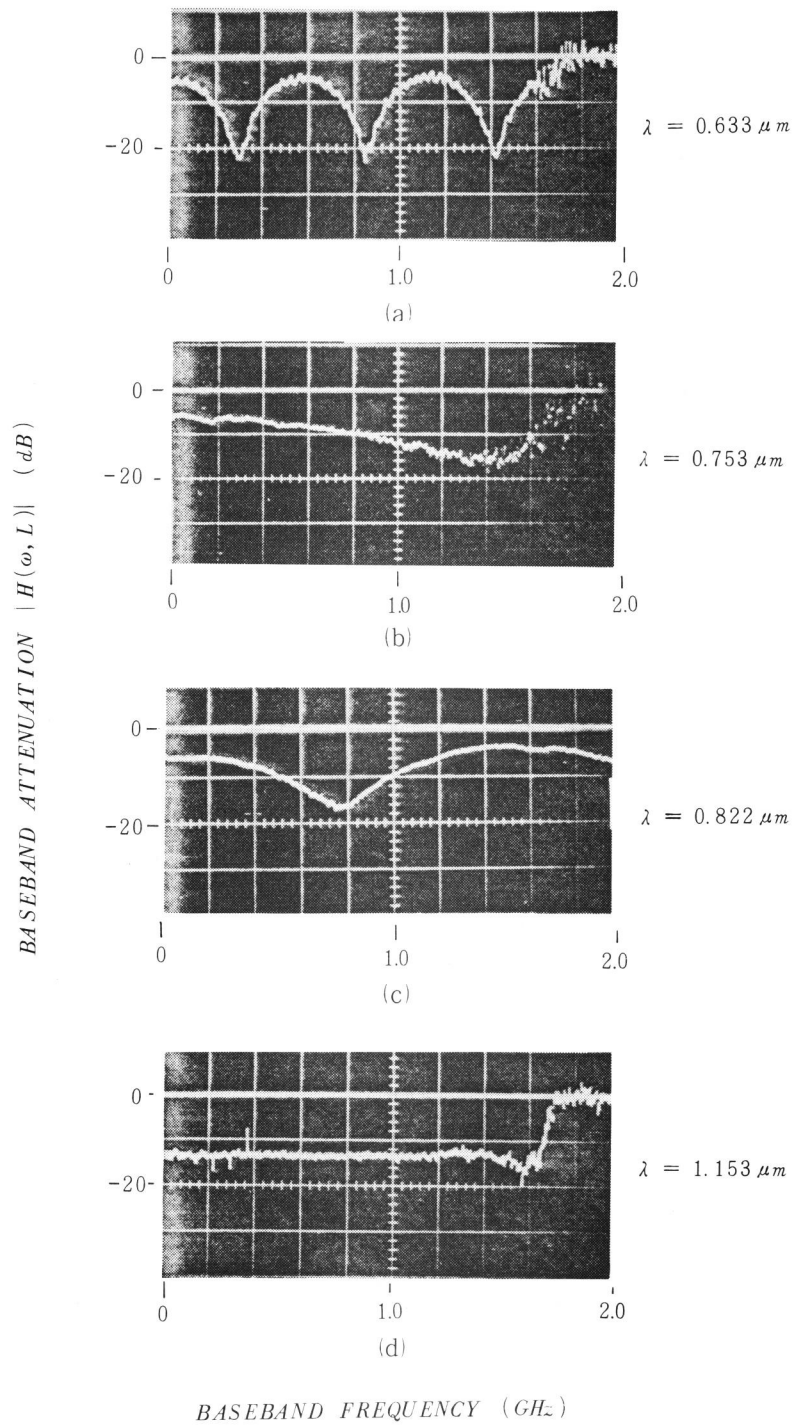 0
-20
λ = 0.633 μm
0 1.0 2.0
(a)
0
-20
λ = 0.753 μm
0 1.0 2.0
(b)
BASEBAND ATTENUATION |H(ω, L)| (dB)
0
-20
λ = 0.822 μm
0 1.0 2.0
(c)
0
-20
λ = 1.153 μm
0 1.0 2.0
(d)
BASEBAND FREQUENCY (GHz)